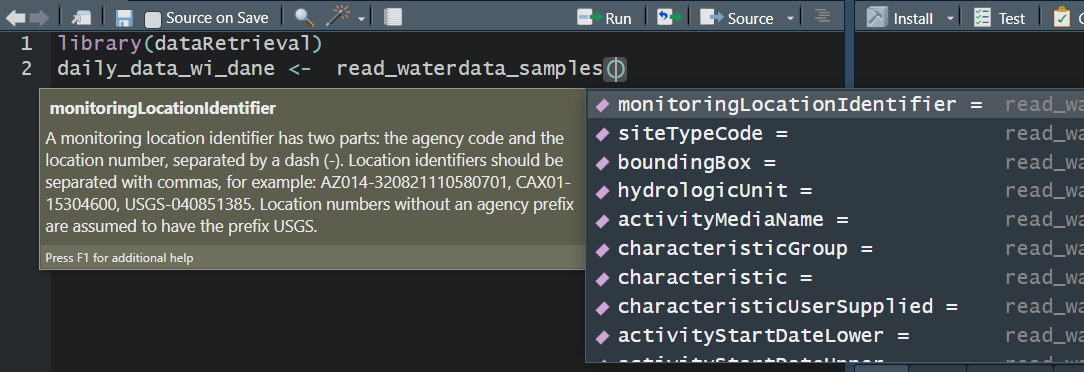 Source on Save Run Source Install Test
1 library(dataRetrieval)
2 daily_data_wi_dane <-  read_waterdata_samples()
monitoringLocationIdentifier
A monitoring location identifier has two parts: the agency code and the
location number, separated by a dash (-). Location identifiers should be
separated with commas, for example: AZ014-320821110580701, CAX01-
15304600, USGS-040851385. Location numbers without an agency prefix
are assumed to have the prefix USGS.
Press F1 for additional help
monitoringLocationIdentifier = read_wa
siteTypeCode = read_wa
boundingBox = read_wa
hydrologicUnit = read_wa
activityMediaName = read_wa
characteristicGroup = read_wa
characteristic = read_wa
characteristicUserSupplied = read_wa
activityStartDateLower = read_wa